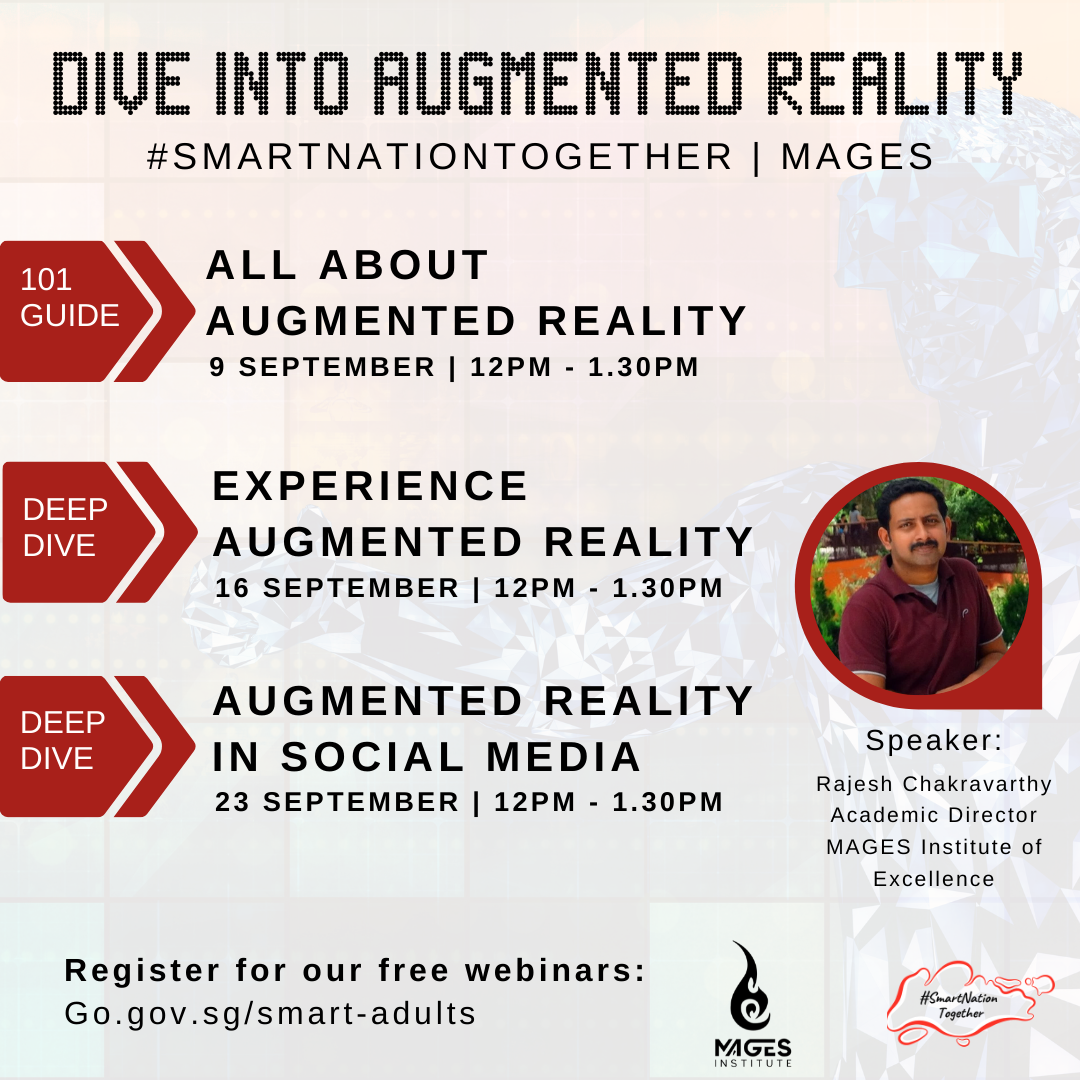 DIVE INTO AUGMENTED REALITY
#SMARTNATIONTOGETHER | MAGES
101
GUIDE
ALL ABOUT
AUGMENTED REALITY
9 SEPTEMBER | 12PM - 1.30PM
DEEP
DIVE
EXPERIENCE
AUGMENTED REALITY
16 SEPTEMBER | 12PM - 1.30PM
DEEP
DIVE
AUGMENTED REALITY
IN SOCIAL MEDIA
23 SEPTEMBER | 12PM - 1.30PM
Speaker:
Rajesh Chakravarthy
Academic Director
MAGES Institute of
Excellence
Register for our free webinars:
Go.gov.sg/smart-adults
MAGES
INSTITUTE
#SmartNation
Together